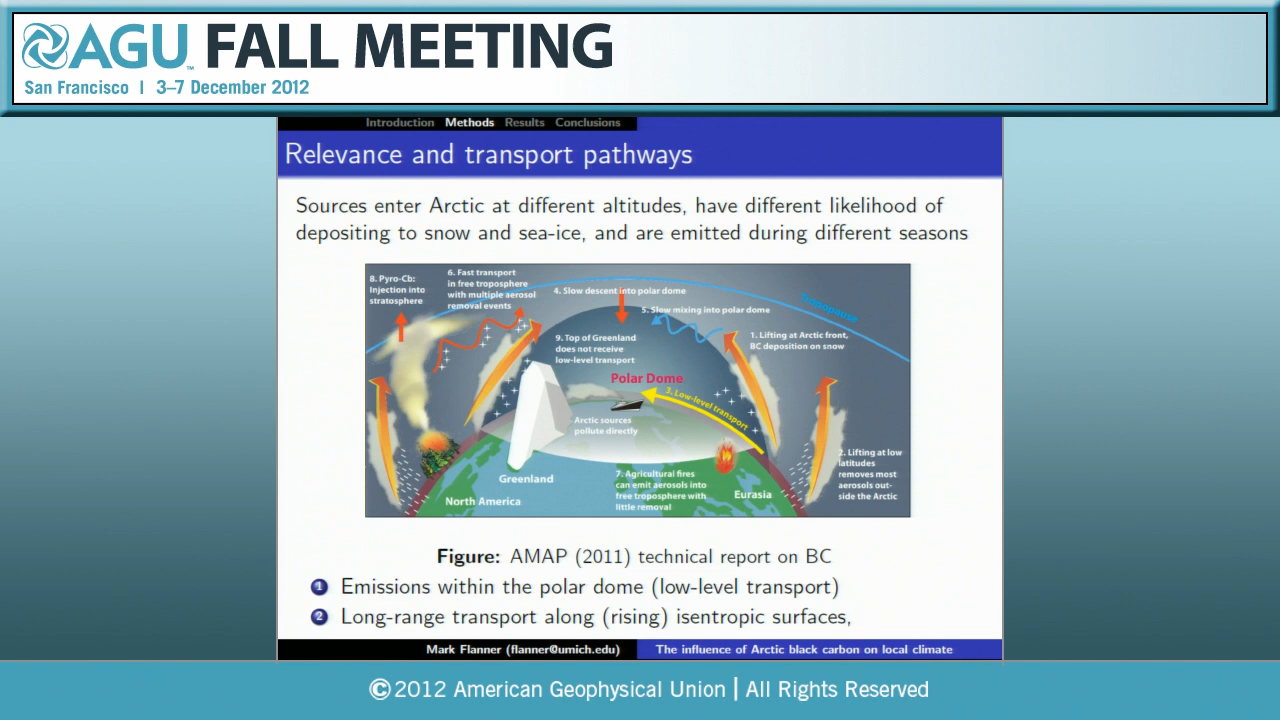 AGU™ FALL MEETING
San Francisco | 3–7 December 2012
Introduction Methods Results Conclusions
Relevance and transport pathways
Sources enter Arctic at different altitudes, have different likelihood of
depositing to snow and sea-ice, and are emitted during different seasons
8. Pyro-Cb:
Injection into
stratosphere
6. Fast transport
in free troposphere
with multiple aerosol
removal events
4. Slow descent into polar dome
5. Slow mixing into polar dome
Tropopause
9. Top of Greenland
does not receive
low-level transport
1. Lifting at Arctic front,
BC deposition on snow
Polar Dome
3. Low-level transport
Arctic sources
pollute directly
2. Lifting at low
latitudes
removes most
aerosols out-
side the Arctic
Greenland
7. Agricultural fires
can emit aerosols into
free troposphere with
little removal
North America
Eurasia
Figure: AMAP (2011) technical report on BC
1 Emissions within the polar dome (low-level transport)
2 Long-range transport along (rising) isentropic surfaces,
Mark Flanner (flanner@umich.edu) The influence of Arctic black carbon on local climate
©2012 American Geophysical Union | All Rights Reserved